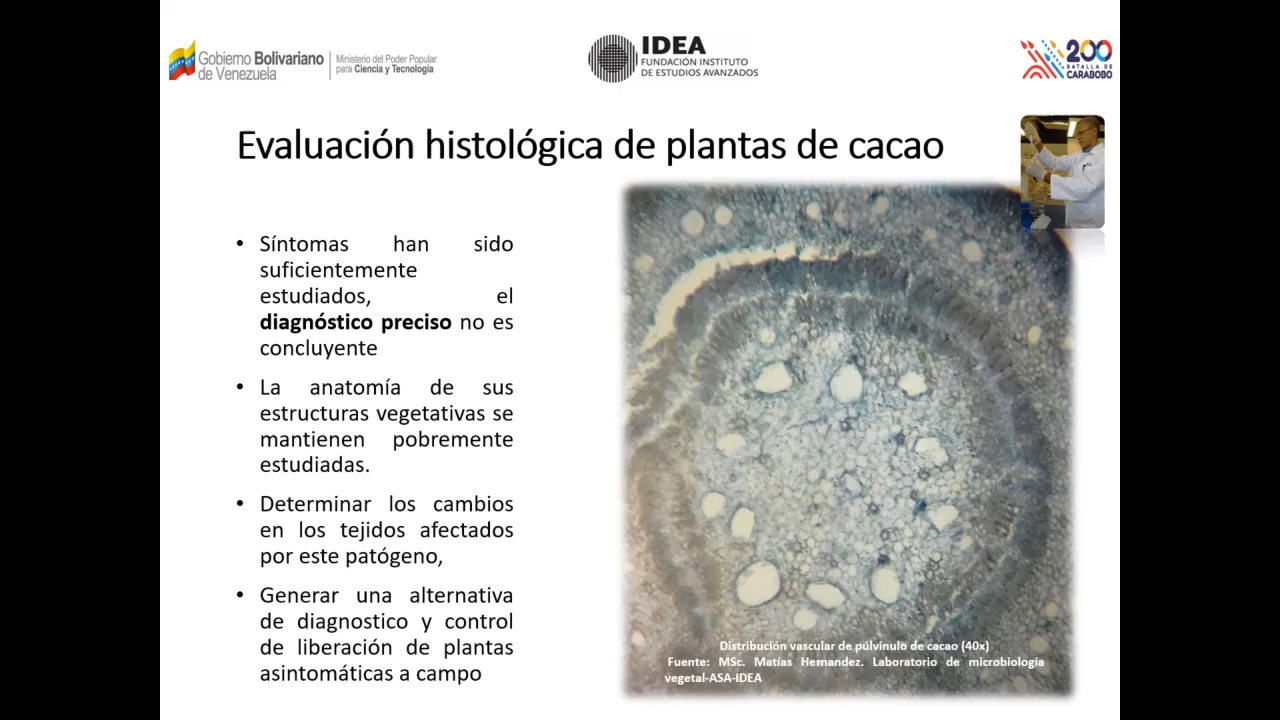 Gobierno Bolivariano
de Venezuela
Ministerio del Poder Popular
para Ciencia y Tecnología
IDEA
FUNDACIÓN INSTITUTO
DE ESTUDIOS AVANZADOS
200
BATALLA DE
CARABOBO
Evaluación histológica de plantas de cacao
• Síntomas han sido
suficientemente
estudiados, el
diagnóstico preciso no es
concluyente
• La anatomía de sus
estructuras vegetativas se
mantienen pobremente
estudiadas.
• Determinar los cambios
en los tejidos afectados
por este patógeno,
• Generar una alternativa
de diagnostico y control
de liberación de plantas
asintomáticas a campo
Distribución vascular de púlvinulo de cacao (40x)
Fuente: MSc. Matías Hernandez. Laboratorio de microbiología
vegetal-ASA-IDEA